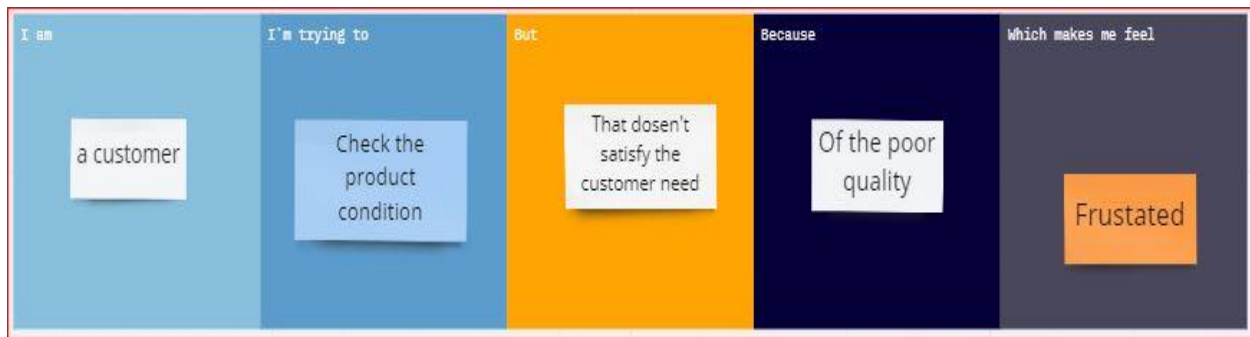 I am
a customer
I'm trying to
Check the
product
condition
But
That dosen't
satisfy the
customer need
Because
Of the poor
quality
Which makes me feel
Frustated